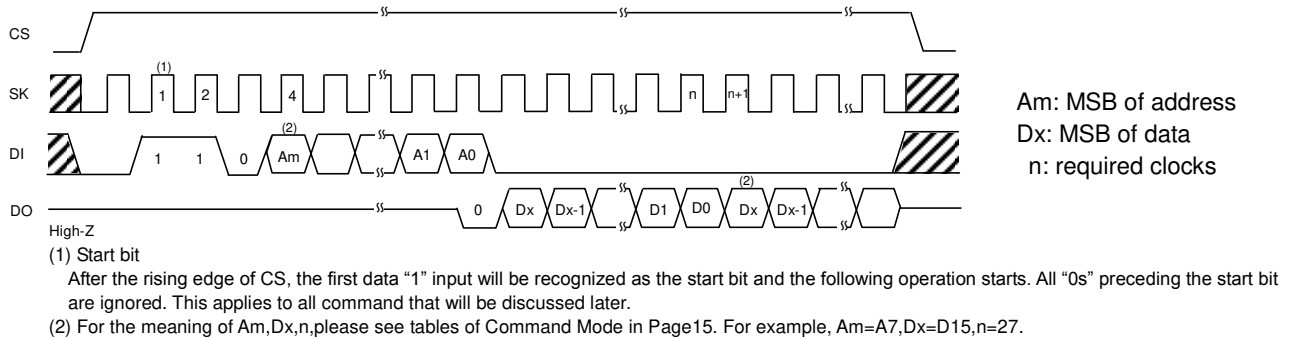 CS
(1)
SK 1 2 4 n n+1
(2)
DI 1 1 0 Am A1 A0
(2)
DO 0 Dx Dx-1 D1 D0 Dx Dx-1
High-Z
Am: MSB of address
Dx: MSB of data
n: required clocks
(1) Start bit
After the rising edge of CS, the first data “1” input will be recognized as the start bit and the following operation starts. All “0s” preceding the start bit
are ignored. This applies to all command that will be discussed later.
(2) For the meaning of Am,Dx,n,please see tables of Command Mode in Page15. For example, Am=A7,Dx=D15,n=27.